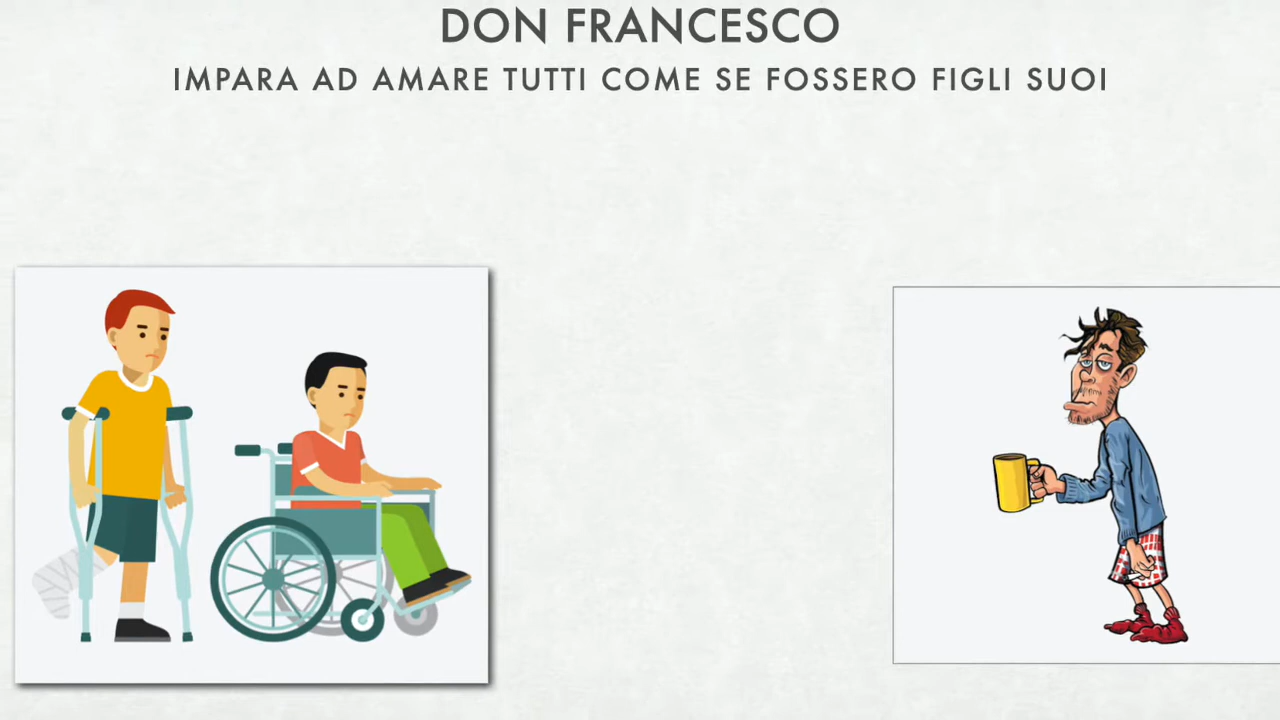 DON FRANCESCO
IMPARA AD AMARE TUTTI COME SE FOSSERO FIGLI SUOI